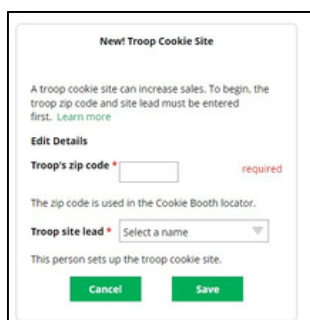 New! Troop Cookie Site
A troop cookie site can increase sales. To begin, the
troop zip code and site lead must be entered
first. Learn more
Edit Details
Troop's zip code *
required
The zip code is used in the Cookie Booth locator.
Troop site lead * Select a name
This person sets up the troop cookie site.
Cancel Save